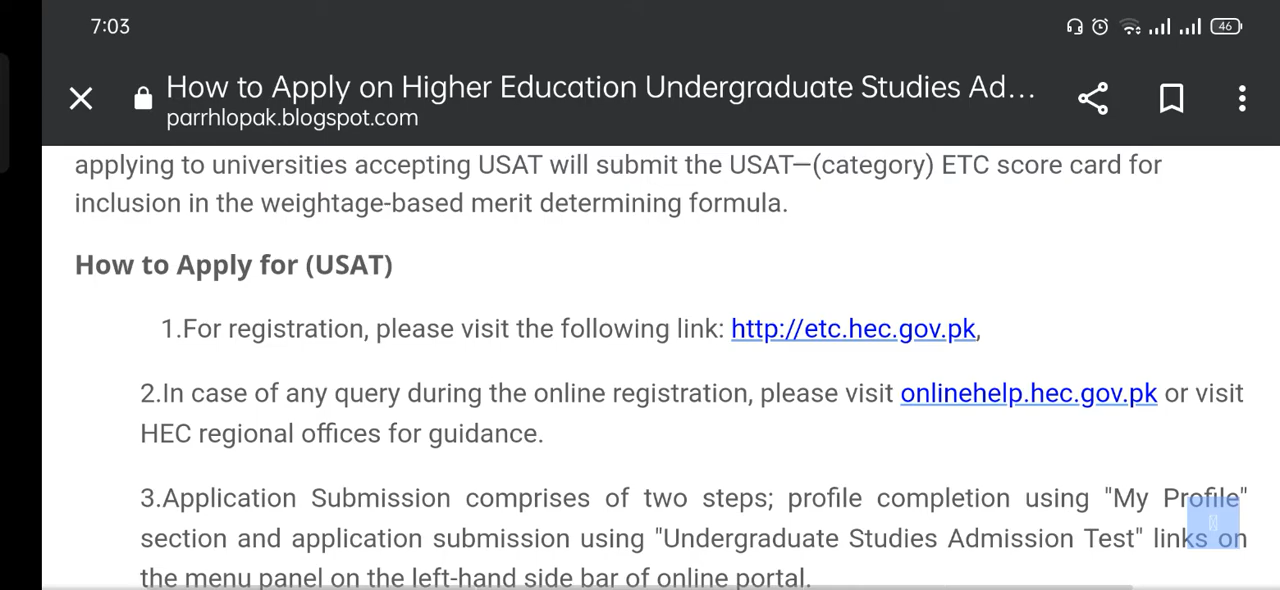 7:03
46
How to Apply on Higher Education Undergraduate Studies Ad...
parrhlopak.blogspot.com
applying to universities accepting USAT will submit the USAT—(category) ETC score card for
inclusion in the weightage-based merit determining formula.
How to Apply for (USAT)
1.For registration, please visit the following link: http://etc.hec.gov.pk,
2.In case of any query during the online registration, please visit onlinehelp.hec.gov.pk or visit
HEC regional offices for guidance.
3.Application Submission comprises of two steps; profile completion using "My Profile"
section and application submission using "Undergraduate Studies Admission Test" links on
the menu panel on the left-hand side bar of online portal.